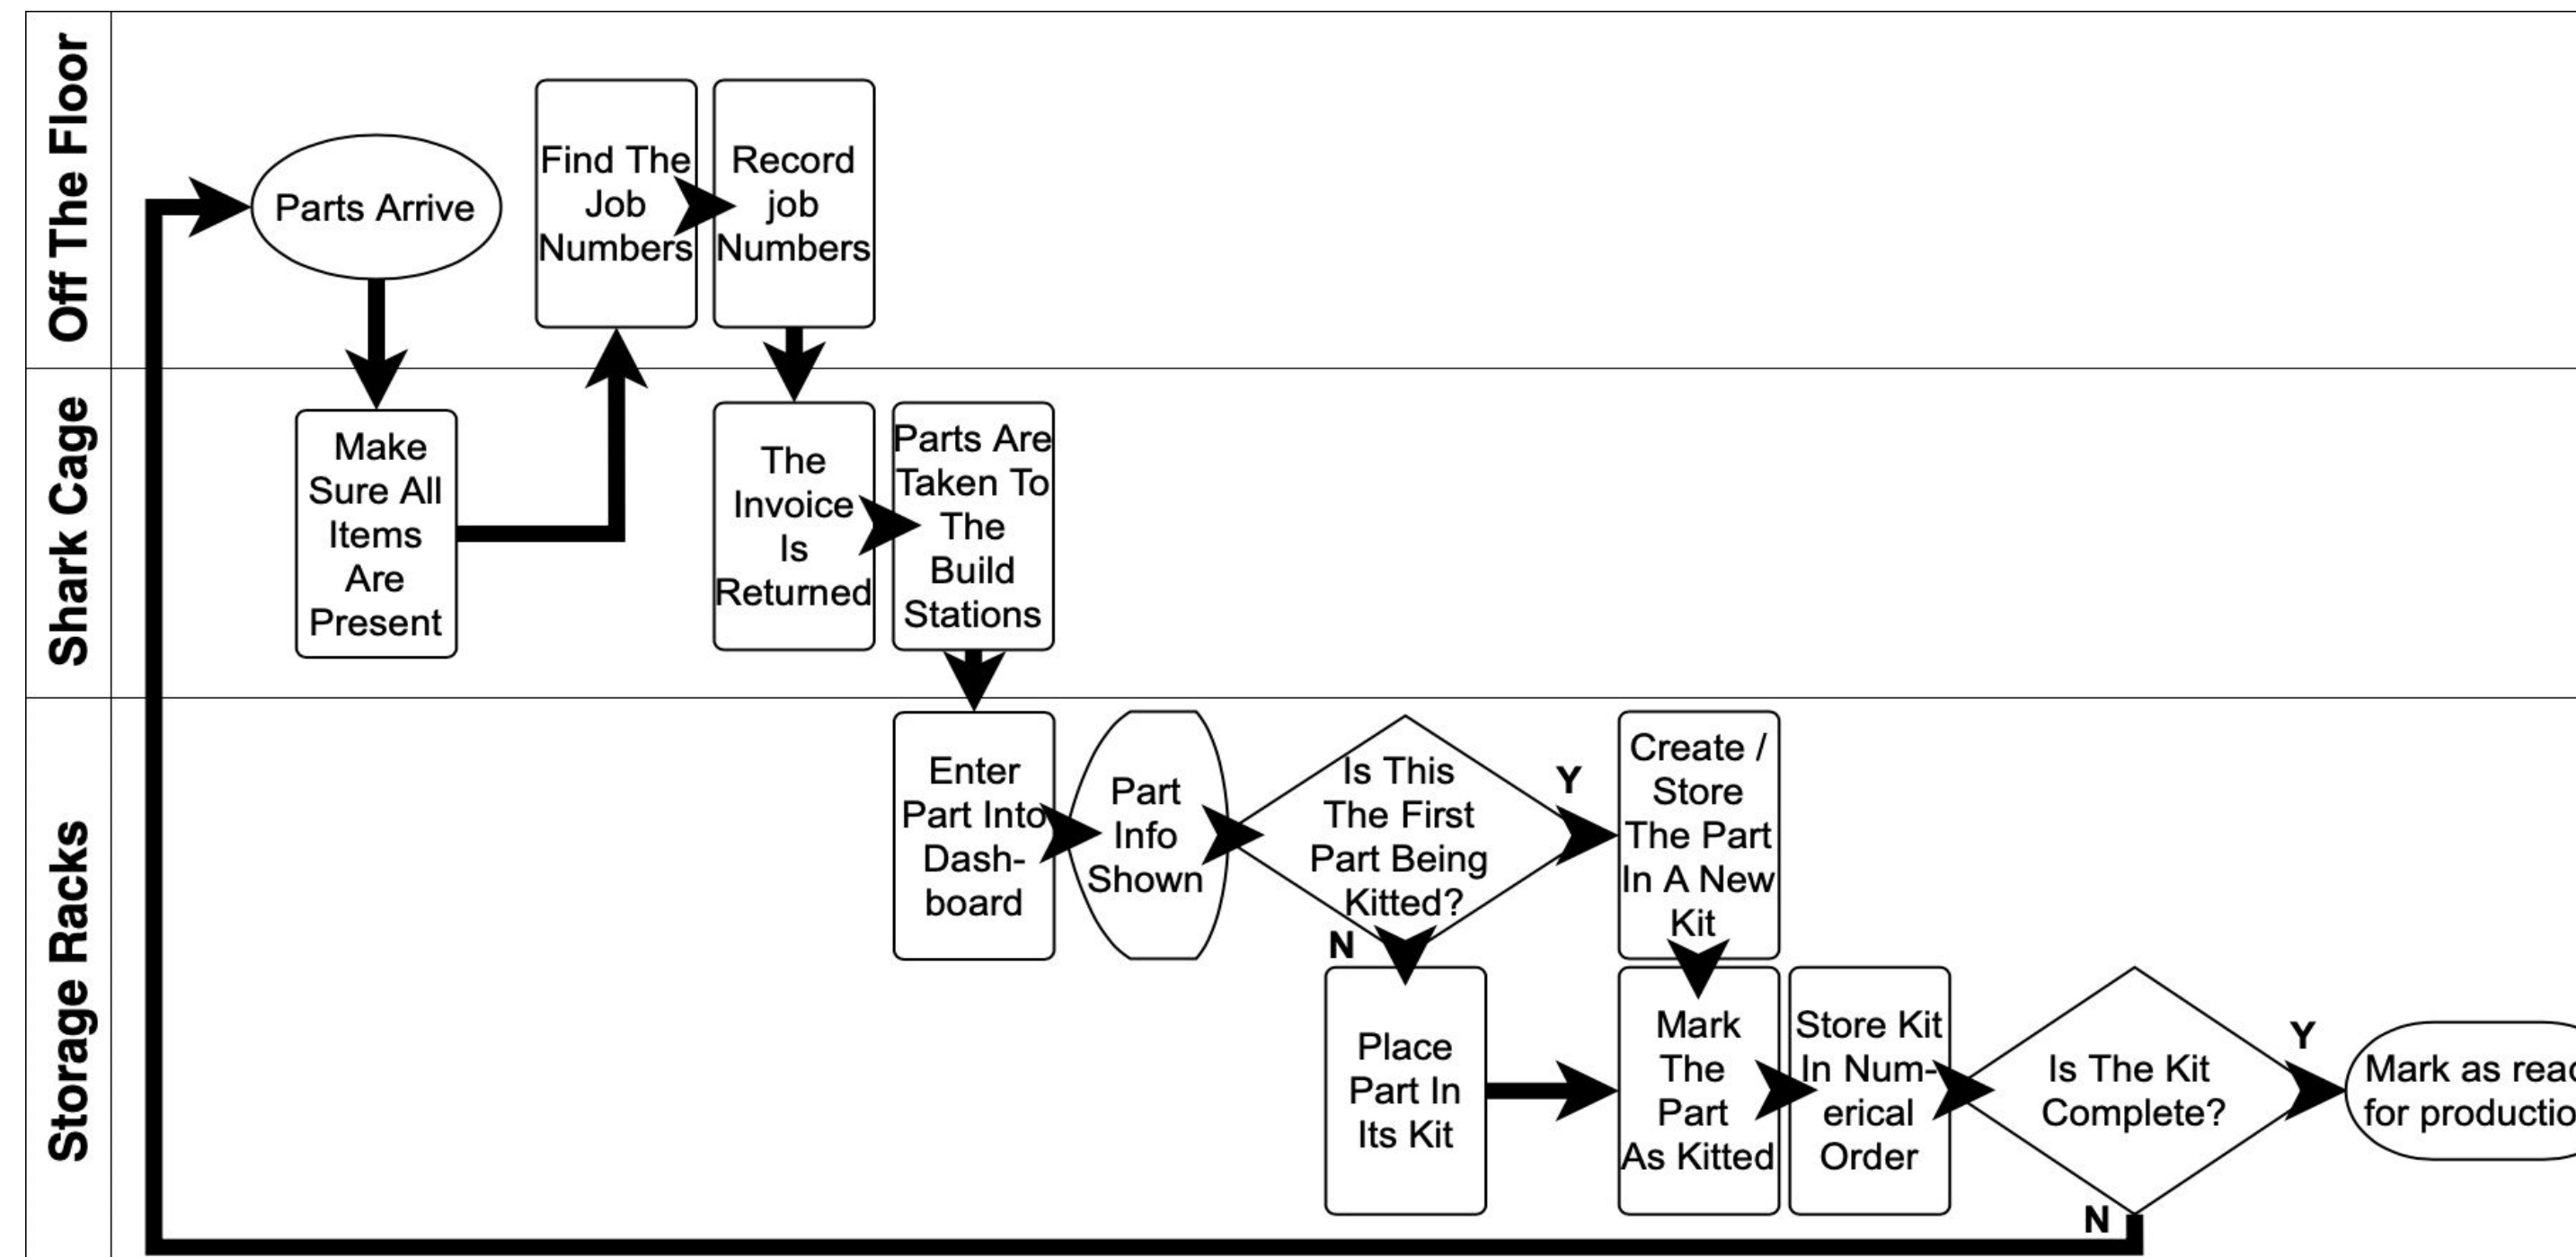 Off The Floor
Parts Arrive
Find The
Job
Numbers
Record
job
Numbers
Shark Cage
Make
Sure All
Items
Are
Present
The
Invoice
Is
Returned
Parts Are
Taken To
The
Build
Stations
Storage Racks
Enter
Part Into
Dash-
board
Part
Info
Shown
Is This
The First
Part Being
Kitted?
Y
N
Create /
Store
The Part
In A New
Kit
Place
Part In
Its Kit
Mark
The
Part
As Kitted
Store Kit
In Num-
erical
Order
Is The Kit
Complete?
Y
N
Mark as
for